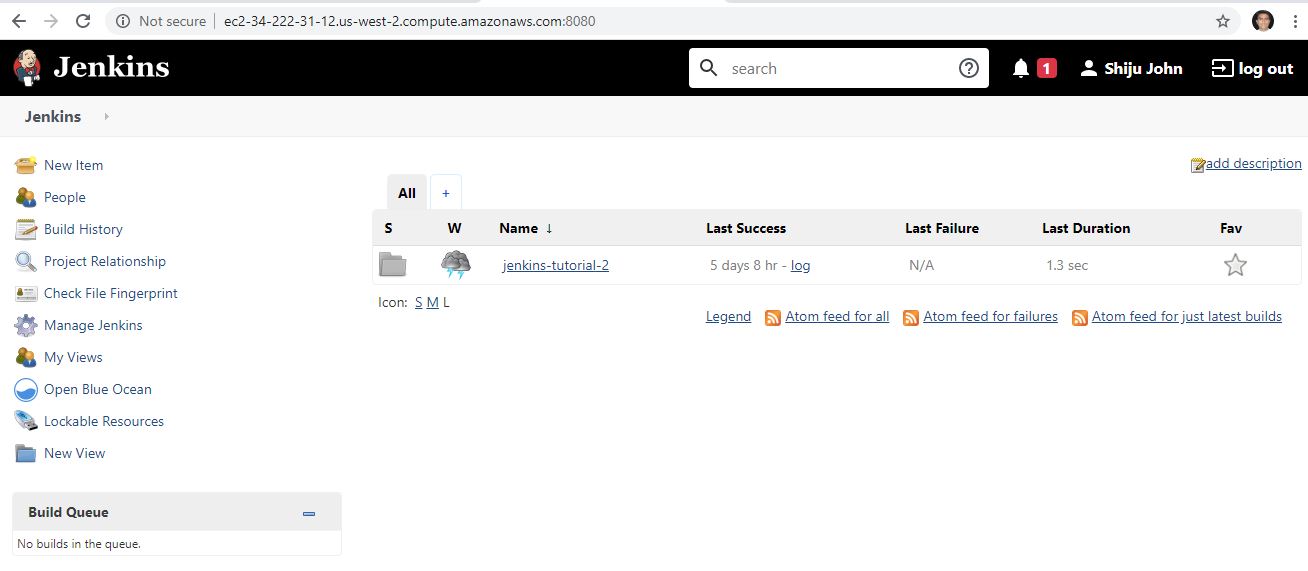 Not secure | ec2-34-222-31-12.us-west-2.compute.amazonaws.com:8080
Jenkins search 1 Shiju John log out
Jenkins
add description
New Item
People
Build History
Project Relationship
Check File Fingerprint
Manage Jenkins
My Views
Open Blue Ocean
Lockable Resources
New View
All +
S W Name ↓ Last Success Last Failure Last Duration Fav
jenkins-tutorial-2 5 days 8 hr - log N/A 1.3 sec
Icon: S M L
Legend Atom feed for all Atom feed for failures Atom feed for just latest builds
Build Queue
No builds in the queue.